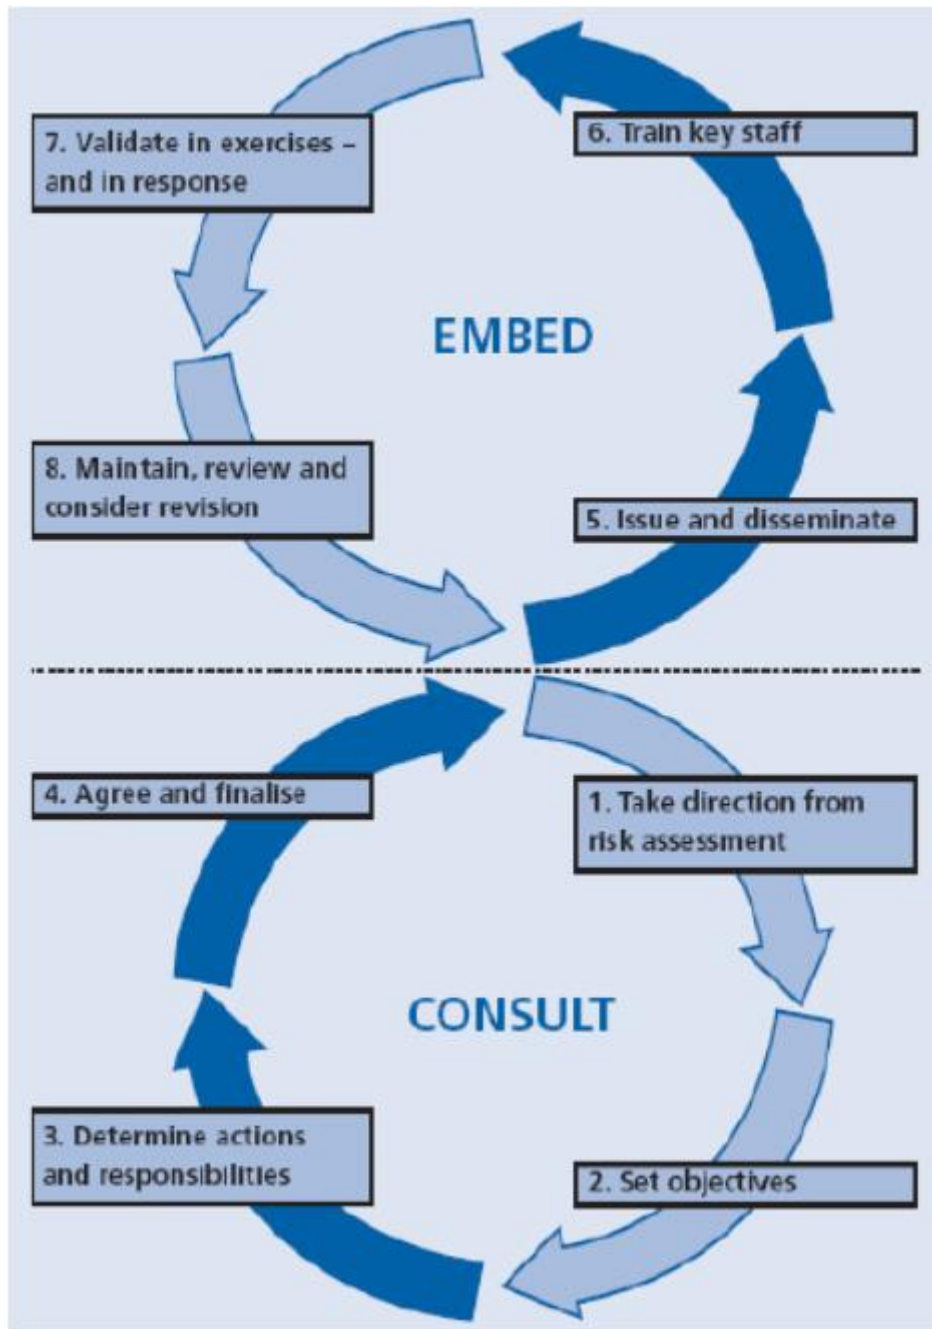 7. Validate in exercises –
and in response
6. Train key staff
EMBED
8. Maintain, review and
consider revision
5. Issue and disseminate
4. Agree and finalise
1. Take direction from
risk assessment
CONSULT
3. Determine actions
and responsibilities
2. Set objectives